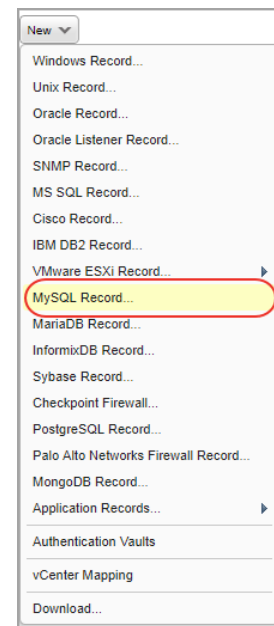 New
Windows Record...
Unix Record...
Oracle Record...
Oracle Listener Record...
SNMP Record...
MS SQL Record...
Cisco Record...
IBM DB2 Record...
VMware ESXi Record...
MySQL Record...
MariaDB Record...
InformixDB Record...
Sybase Record...
Checkpoint Firewall...
PostgreSQL Record...
Palo Alto Networks Firewall Record...
MongoDB Record...
Application Records...
Authentication Vaults
vCenter Mapping
Download...